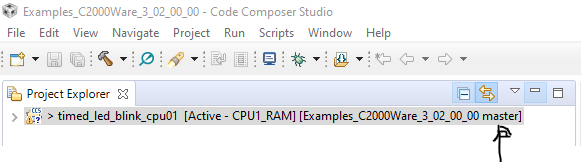 Examples_C2000Ware_3_02_00_00 - Code Composer Studio
File Edit View Navigate Project Run Scripts Window Help
Project Explorer
CCS
> timed_led_blink_cpu01 [Active - CPU1_RAM] [Examples_C2000Ware_3_02_00_00 master]